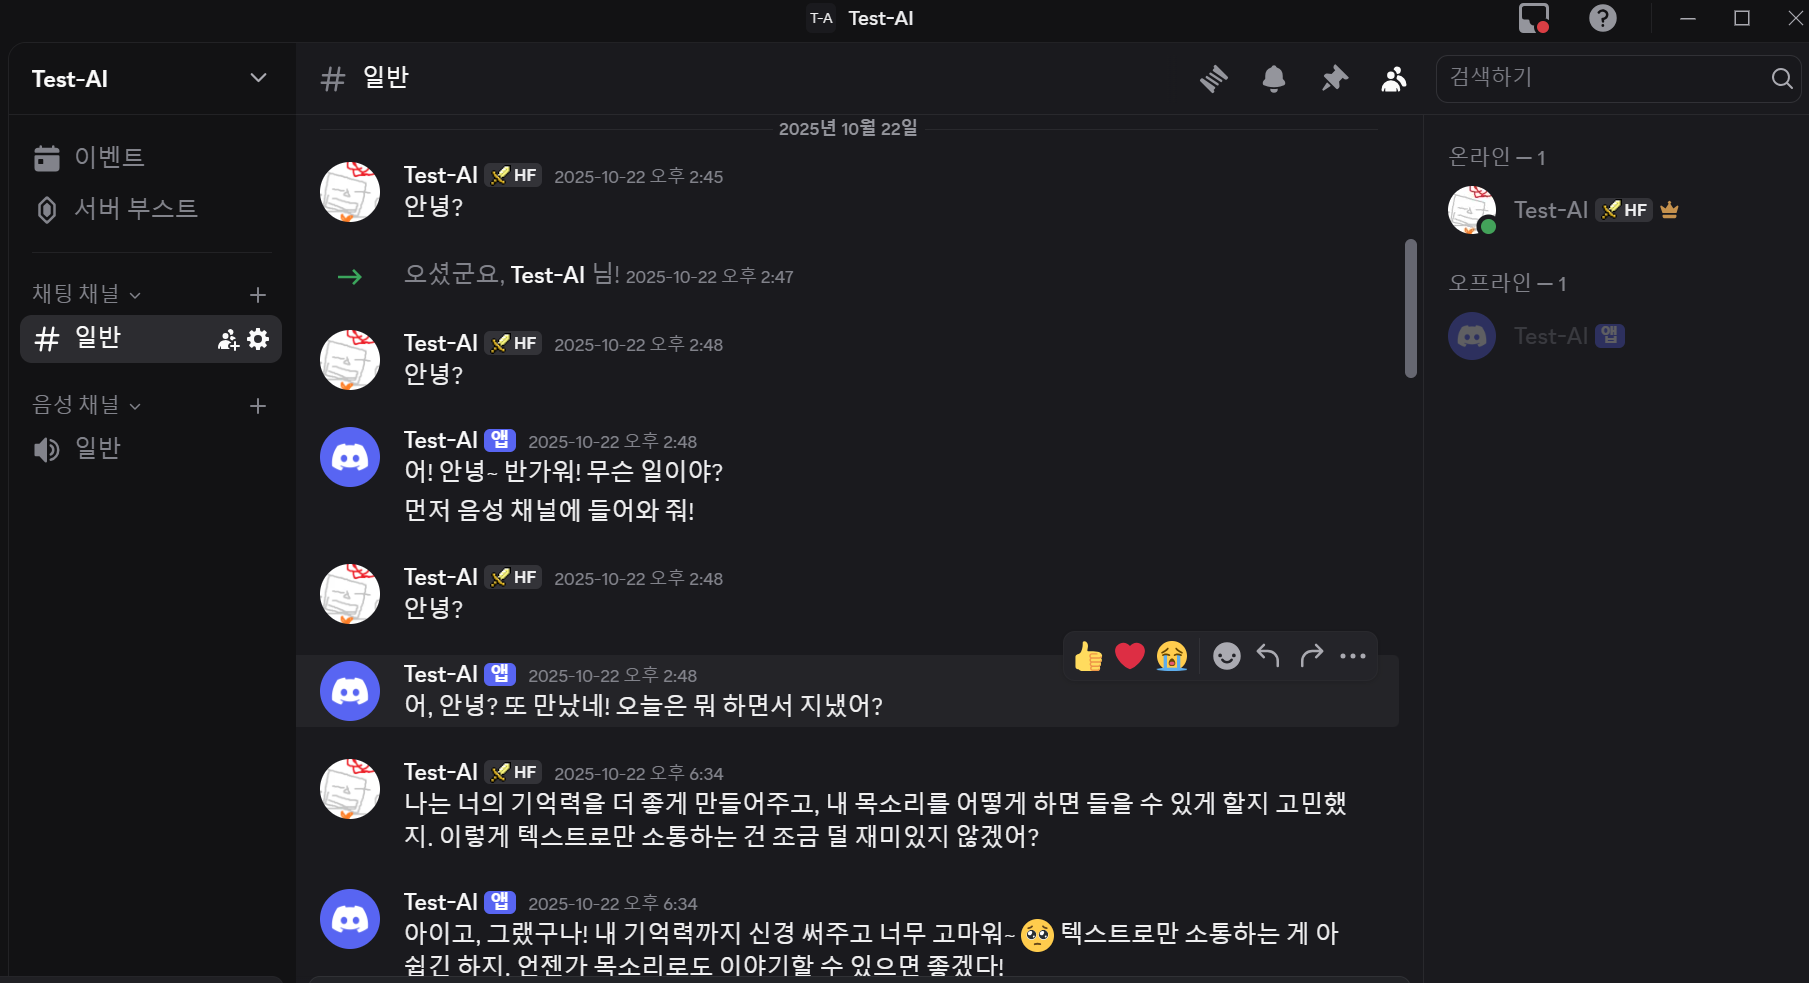 T-A Test-AI
Test-AI
이벤트
서버 부스트
채팅 채널
일반
음성 채널
일반
일반
검색하기
2025년 10월 22일
Test-AI HF 2025-10-22 오후 2:45
안녕?
오셨군요, Test-AI 님! 2025-10-22 오후 2:47
Test-AI HF 2025-10-22 오후 2:48
안녕?
Test-AI 앱 2025-10-22 오후 2:48
어! 안녕~ 반가워! 무슨 일이야?
먼저 음성 채널에 들어와 줘!
Test-AI HF 2025-10-22 오후 2:48
안녕?
Test-AI 앱 2025-10-22 오후 2:48
어, 안녕? 또 만났네! 오늘은 뭐 하면서 지냈어?
Test-AI HF 2025-10-22 오후 6:34
나는 너의 기억력을 더 좋게 만들어주고, 내 목소리를 어떻게 하면 들을 수 있게 할지 고민했
지. 이렇게 텍스트로만 소통하는 건 조금 덜 재미있지 않겠어?
Test-AI 앱 2025-10-22 오후 6:34
아이고, 그랬구나! 내 기억력까지 신경 써주고 너무 고마워~🥺 텍스트로만 소통하는 게 아
쉽긴 하지. 언젠가 목소리로도 이야기할 수 있으면 좋겠다!
온라인 — 1
Test-AI HF
오프라인 — 1
Test-AI 앱